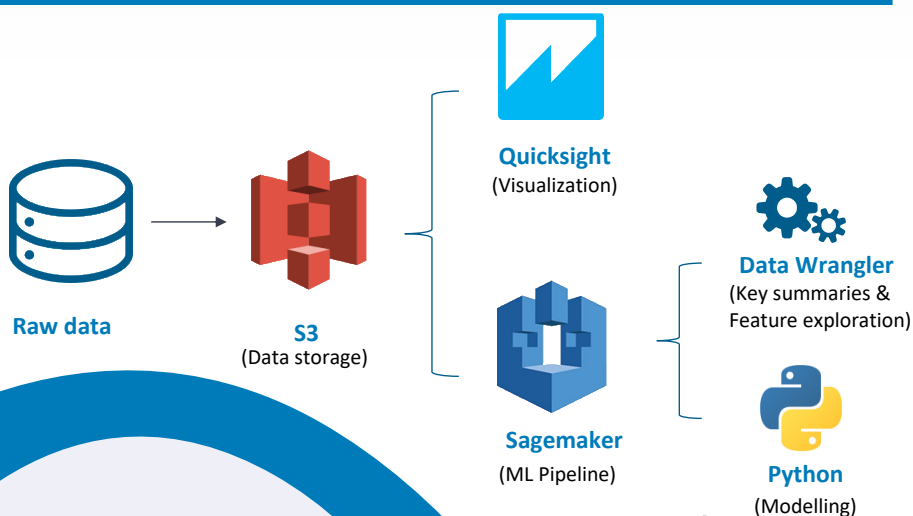 Quicksight
(Visualization)
Raw data
S3
(Data storage)
Data Wrangler
(Key summaries &
Feature exploration)
Sagemaker
(ML Pipeline)
Python
(Modelling)